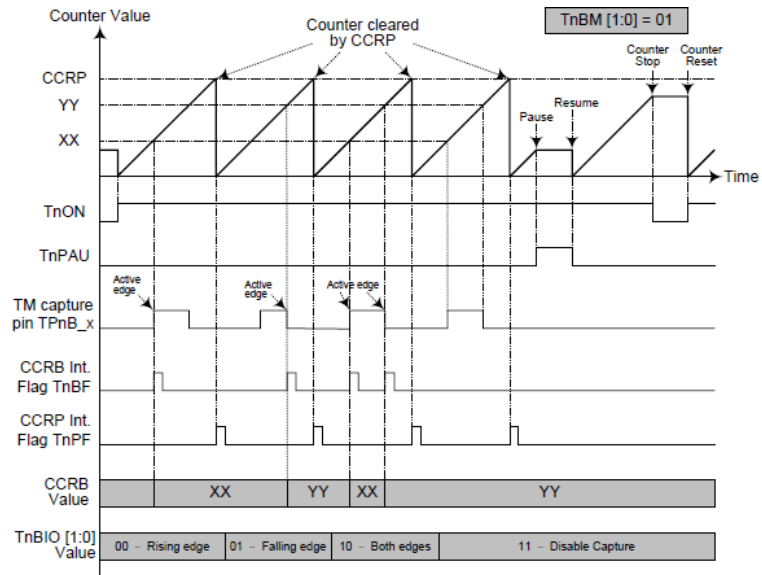 Counter Value
TnBM [1:0] = 01
Counter cleared
by CCRP
Counter
Stop
Counter
Reset
CCRP
YY
XX
Pause
Resume
Time
TnON
TnPAU
Active
edge
Active
edge
Active edge
TM capture
pin TPnB_x
CCRB Int.
Flag TnBF
CCRP Int.
Flag TnPF
CCRB
Value
XX
YY
XX
YY
TnBIO [1:0]
Value
00 - Rising edge
01 - Falling edge
10 - Both edges
11 - Disable Capture